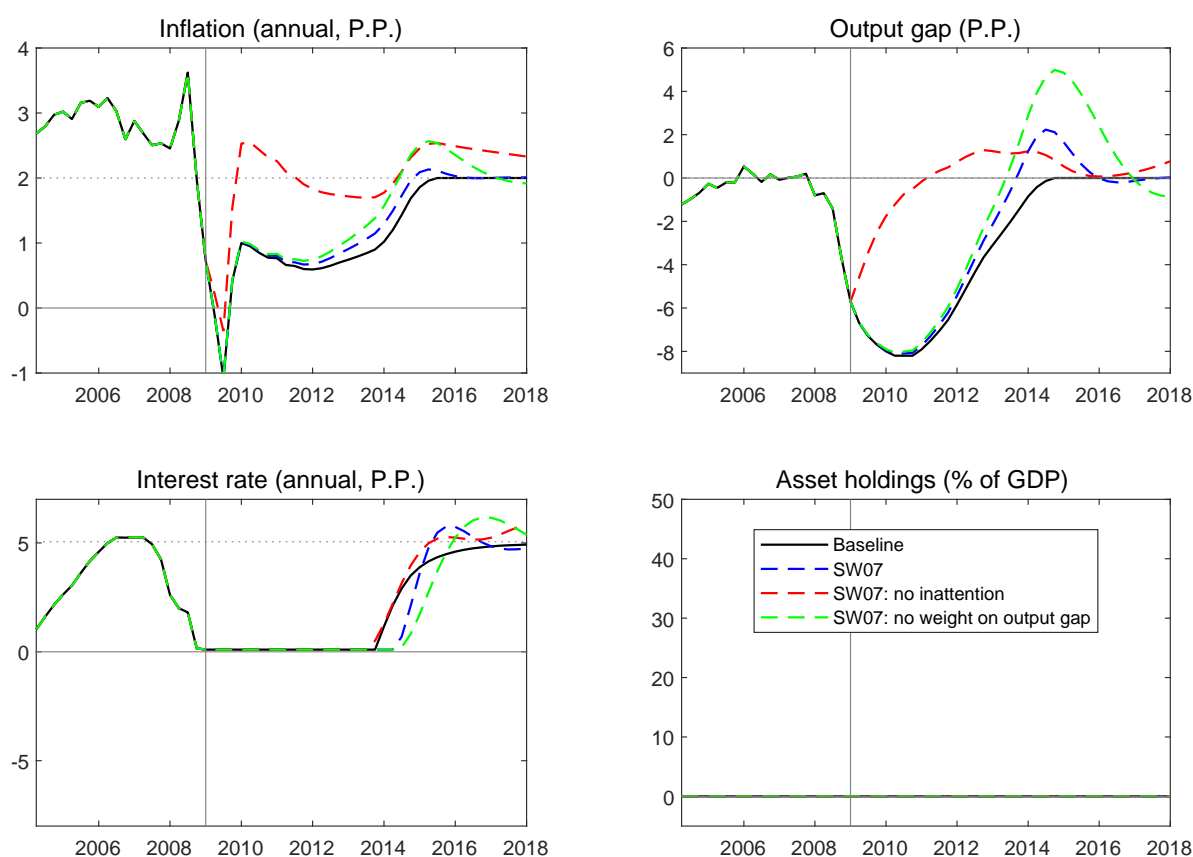 Inflation (annual, P.P.)
4
3
2
1
0
-1
2006 2008 2010 2012 2014 2016 2018
Output gap (P.P.)
6
4
2
0
-2
-4
-6
-8
2006 2008 2010 2012 2014 2016 2018
Interest rate (annual, P.P.)
5
0
-5
2006 2008 2010 2012 2014 2016 2018
Asset holdings (% of GDP)
50
40
30
20
10
0
Baseline
SW07
SW07: no inattention
SW07: no weight on output gap
2006 2008 2010 2012 2014 2016 2018